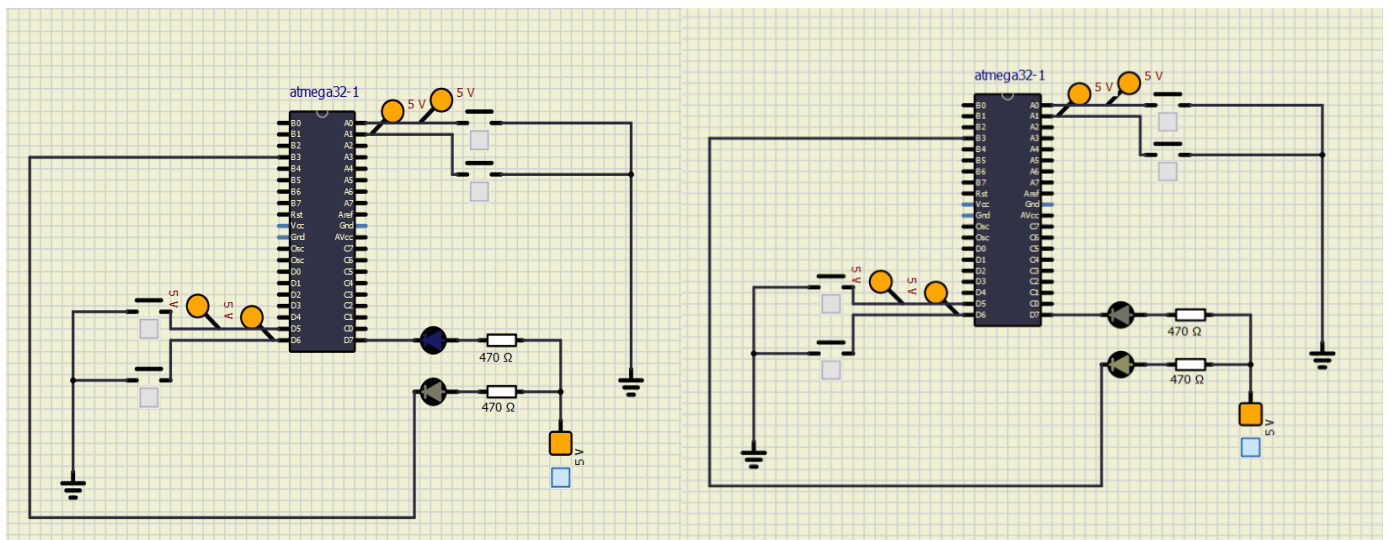 atmega32-1
5 V
5 V
B0 A0
B1 A1
B2 A2
B3 A3
B4 A4
B5 A5
B6 A6
B7 A7
Rst Aref
Vcc Gnd
Gnd AVcc
Osc C7
Osc C6
D0 C5
D1 C4
D2 C3
D3 C2
D4 C1
D5 C0
D6 D7
5 V
5 V
470 Ω
470 Ω
5 V
atmega32-1
5 V
5 V
B0 A0
B1 A1
B2 A2
B3 A3
B4 A4
B5 A5
B6 A6
B7 A7
Rst Aref
Vcc Gnd
Gnd AVcc
Osc C7
Osc C6
D0 C5
D1 C4
D2 C3
D3 C2
D4 C1
D5 C0
D6 D7
5 V
5 V
470 Ω
470 Ω
5 V